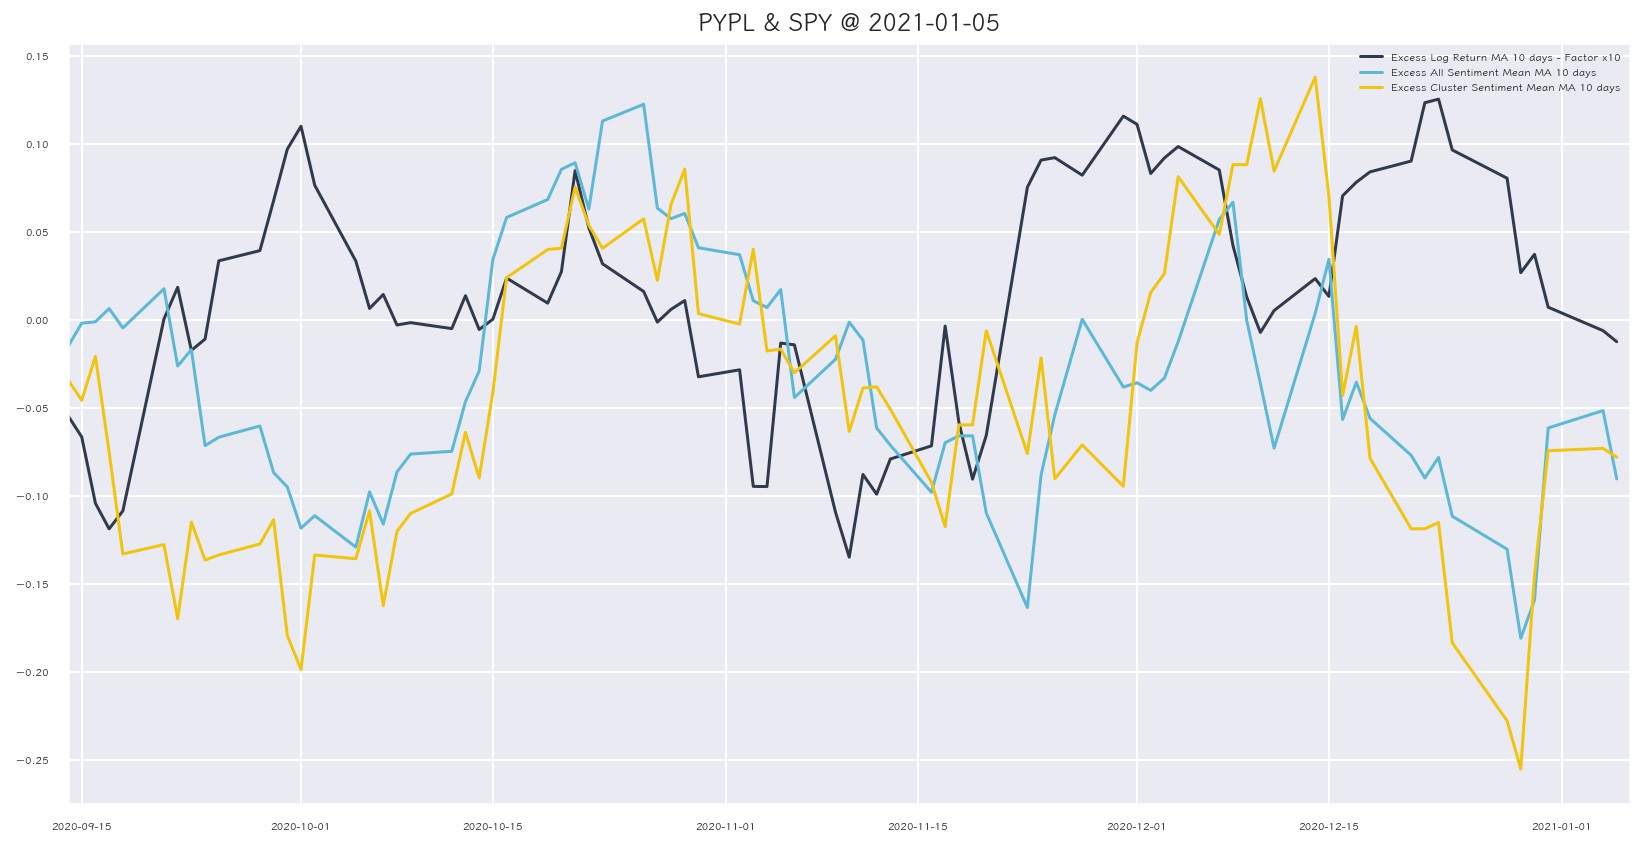 PYPL & SPY @ 2021-01-05
Excess Log Return MA 10 days - Factor x10
Excess All Sentiment Mean MA 10 days
Excess Cluster Sentiment Mean MA 10 days
0.15
0.10
0.05
0.00
−0.05
−0.10
−0.15
−0.20
−0.25
2020-09-15 2020-10-01 2020-10-15 2020-11-01 2020-11-15 2020-12-01 2020-12-15 2021-01-01